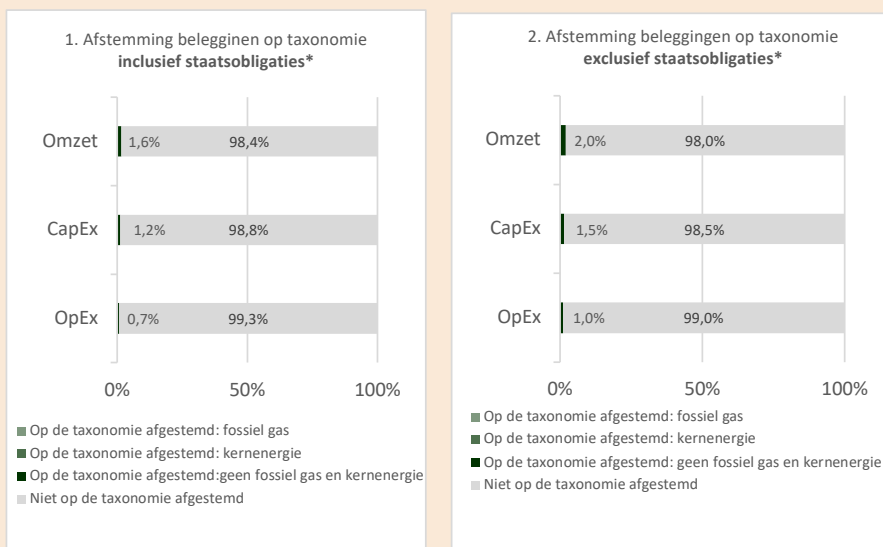 1. Afstemming belegginen op taxonomie
inclusief staatsobligaties*
Omzet 1,6% 98,4%
CapEx 1,2% 98,8%
OpEx 0,7% 99,3%
0% 50% 100%
Op de taxonomie afgestemd: fossiel gas
Op de taxonomie afgestemd: kernenergie
Op de taxonomie afgestemd:geen fossiel gas en kernenergie
Niet op de taxonomie afgestemd
2. Afstemming beleggingen op taxonomie
exclusief staatsobligaties*
Omzet 2,0% 98,0%
CapEx 1,5% 98,5%
OpEx 1,0% 99,0%
0% 50% 100%
Op de taxonomie afgestemd: fossiel gas
Op de taxonomie afgestemd: kernenergie
Op de taxonomie afgestemd: geen fossiel gas en kernenergie
Niet op de taxonomie afgestemd